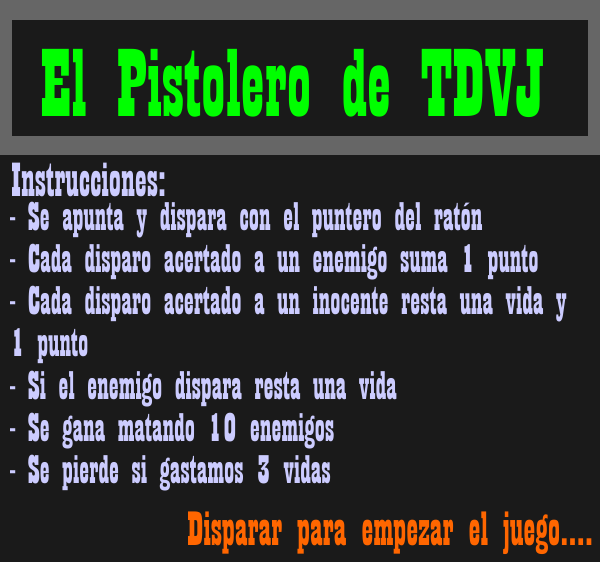 El Pistolero de TDVJ
Instrucciones:
- Se apunta y dispara con el puntero del ratón
- Cada disparo acertado a un enemigo suma 1 punto
- Cada disparo acertado a un inocente resta una vida y
1 punto
- Si el enemigo dispara resta una vida
- Se gana matando 10 enemigos
- Se pierde si gastamos 3 vidas
Disparar para empezar el juego....